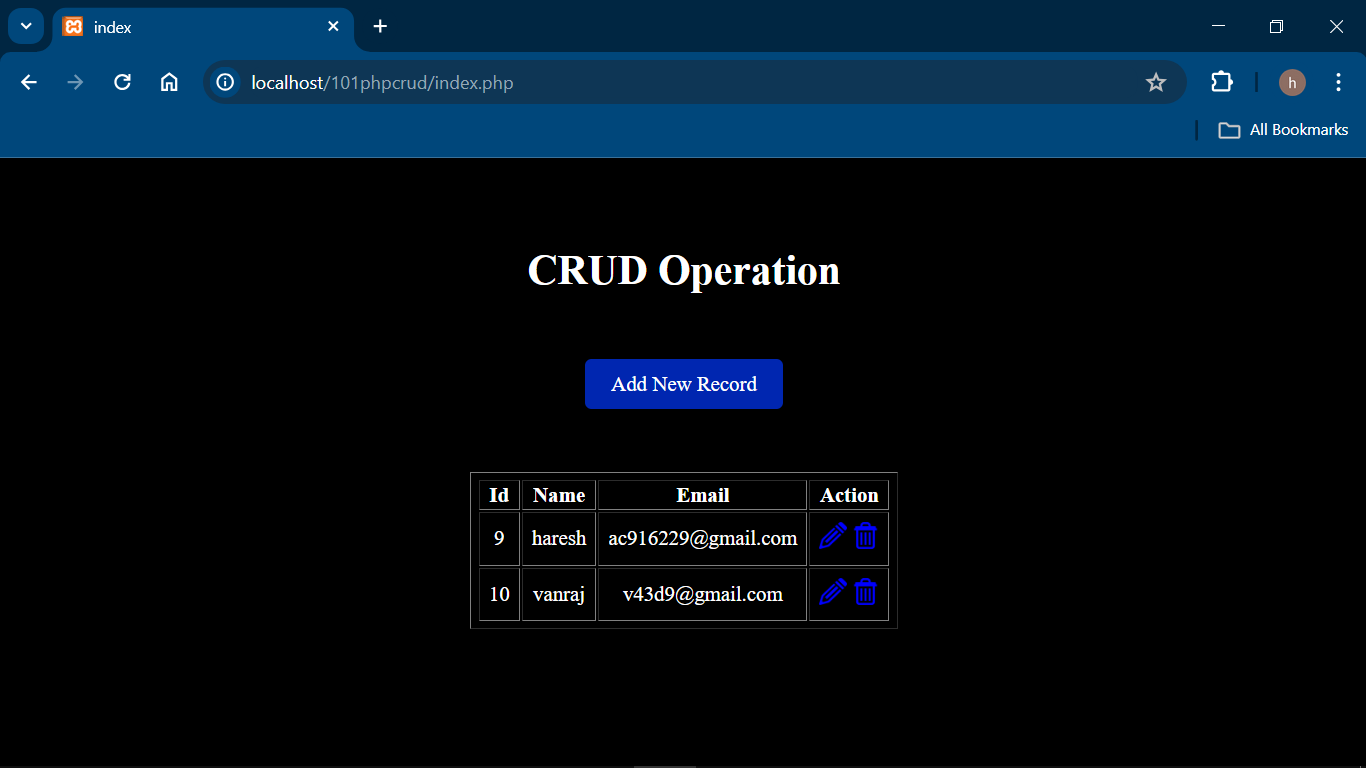 index
localhost/101phpcrud/index.php
h
All Bookmarks
CRUD Operation
Add New Record
Id Name Email Action
9 haresh ac916229@gmail.com
10 vanraj v43d9@gmail.com